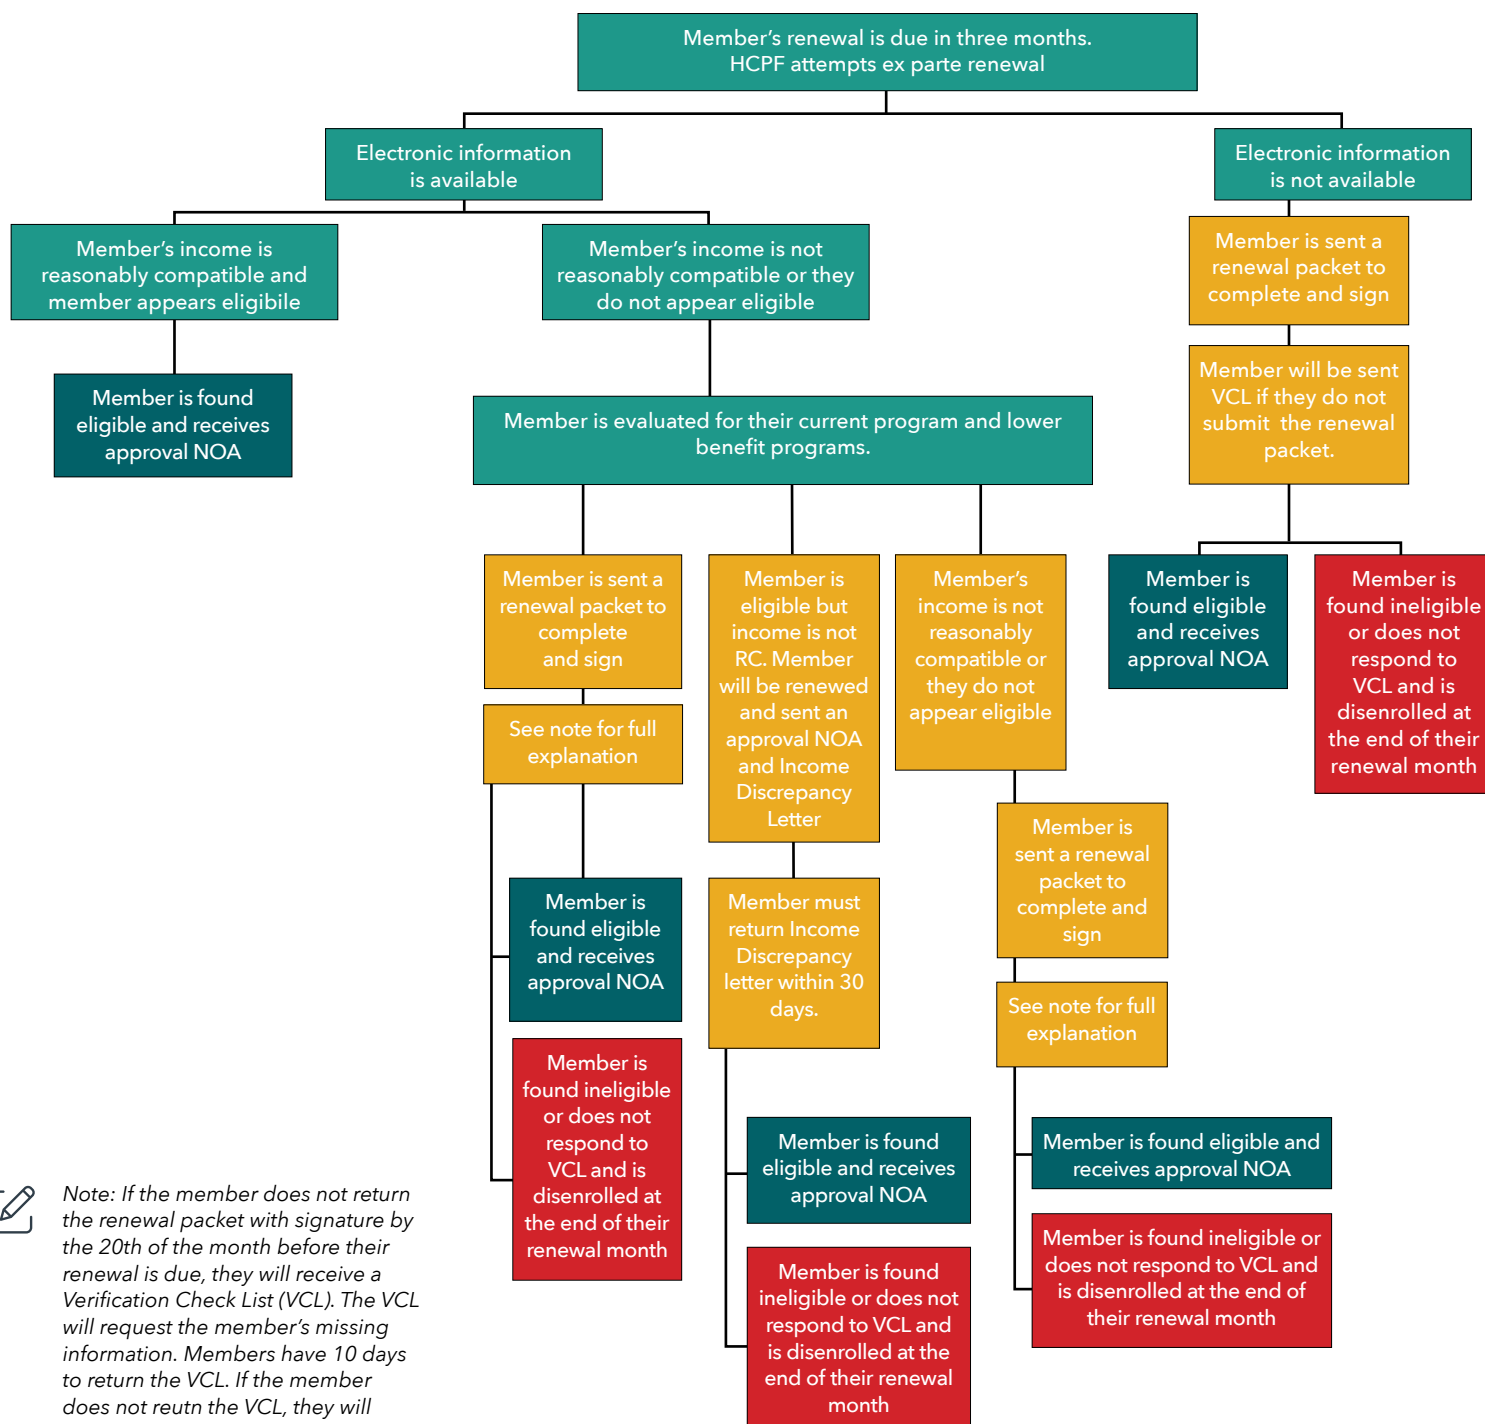 Member’s renewal is due in three months.
HCPF attempts ex parte renewal
Electronic information
is available
Electronic information
is not available
Member’s income is
reasonably compatible and
member appears eligibile
Member’s income is not
reasonably compatible or they
do not appear eligible
Member is sent a
renewal packet to
complete and sign
Member is found
eligible and receives
approval NOA
Member will be sent
VCL if they do not
submit the renewal
packet.
Member is evaluated for their current program and lower
benefit programs.
Member is sent a
renewal packet to
complete
and sign
Member is
eligible but
income is not
RC. Member
will be renewed
and sent an
approval NOA
and Income
Discrepancy
Letter
Member’s
income is not
reasonably
compatible or
they do not
appear eligible
Member is
found eligible
and receives
approval NOA
Member is
found ineligible
or does not
respond to
VCL and is
disenrolled at
the end of their
renewal month
See note for full
explanation
Member is
sent a renewal
packet to
complete and
sign
Member is
found eligible
and receives
approval NOA
Member must
return Income
Discrepancy
letter within 30
days.
See note for full
explanation
Member is
found ineligible
or does not
respond to
VCL and is
disenrolled at
the end of their
renewal month
Member is found
eligible and receives
approval NOA
Member is found eligible and
receives approval NOA
Member is found
ineligible or does not
respond to VCL and
is disenrolled at the
end of their renewal
month
Member is found ineligible or
does not respond to VCL and
is disenrolled at the end of
their renewal month
Note: If the member does not return
the renewal packet with signature by
the 20th of the month before their
renewal is due, they will receive a
Verification Check List (VCL). The VCL
will request the member’s missing
information. Members have 10 days
to return the VCL. If the member
does not reutn the VCL, they will